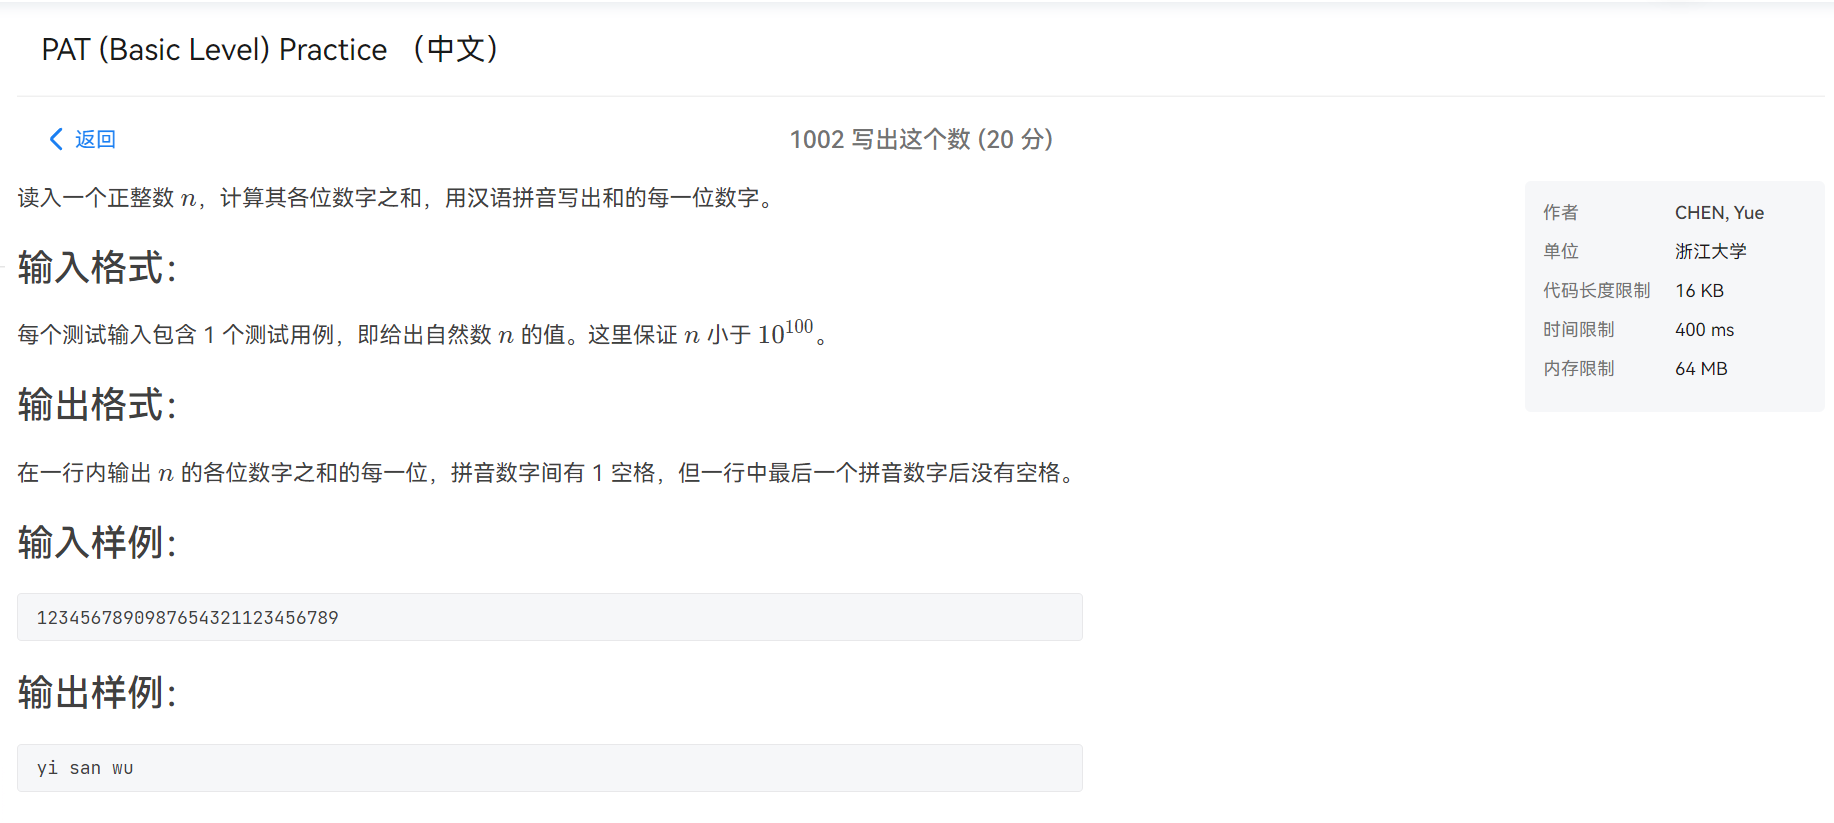 PAT (Basic Level) Practice （中文）
返回
1002 写出这个数 (20 分)
读入一个正整数 n，计算其各位数字之和，用汉语拼音写出和的每一位数字。
作者 CHEN, Yue
单位 浙江大学
代码长度限制 16 KB
时间限制 400 ms
内存限制 64 MB
输入格式：
每个测试输入包含 1 个测试用例，即给出自然数 n 的值。这里保证 n 小于 10^100。
输出格式：
在一行内输出 n 的各位数字之和的每一位，拼音数字间有 1 空格，但一行中最后一个拼音数字后没有空格。
输入样例：
1234567890987654321123456789
输出样例：
yi san wu